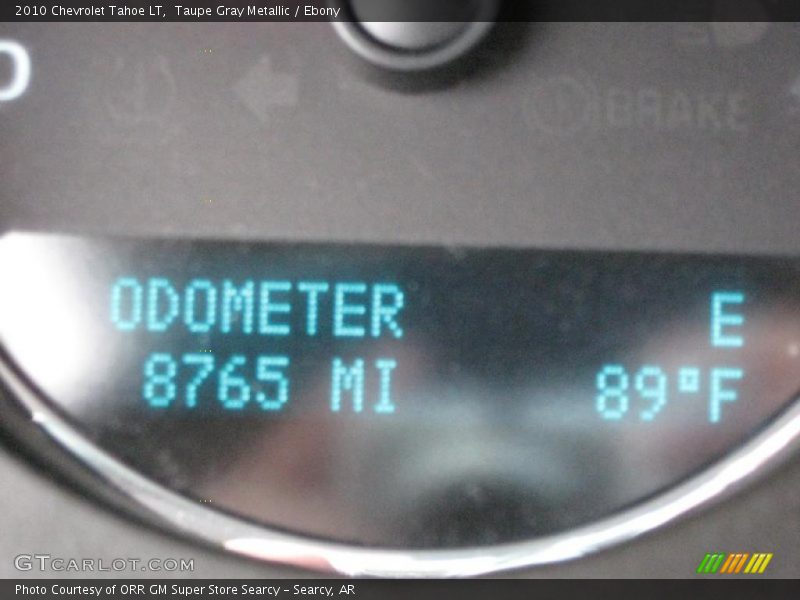 2010 Chevrolet Tahoe LT, Taupe Gray Metallic / Ebony
BRAKE
ODOMETER E
8765 MI 89°F
GTCARLOT.COM
Photo Courtesy of ORR GM Super Store Searcy - Searcy, AR